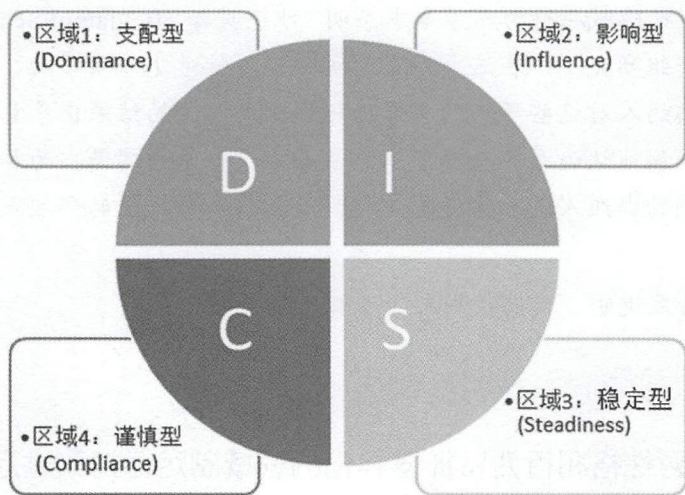 •区域1：支配型
(Dominance)
•区域2：影响型
(Influence)
D
I
C
S
•区域4：谨慎型
(Compliance)
•区域3：稳定型
(Steadiness)